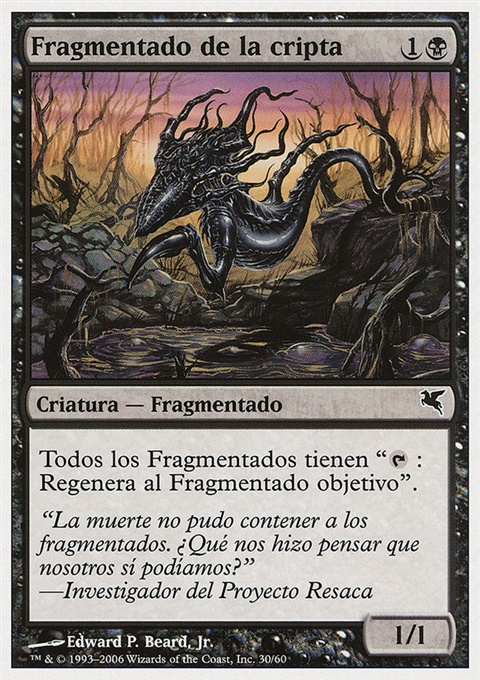 Fragmentado de la cripta 1
Criatura — Fragmentado
Todos los Fragmentados tienen “ :
Regenera al Fragmentado objetivo”.
“La muerte no pudo contener a los
fragmentados. ¿Qué nos hizo pensar que
nosotros sí podíamos?”
—Investigador del Proyecto Resaca
Edward P. Beard, Jr.
1/1
™ & © 1993–2006 Wizards of the Coast, Inc. 30/60